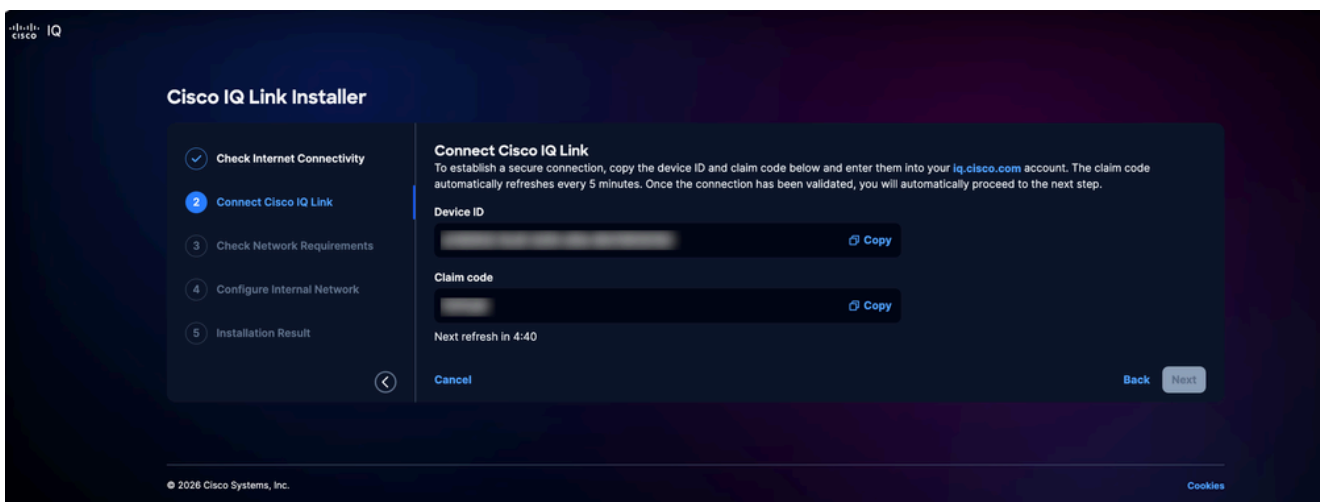 cisco IQ
Cisco IQ Link Installer
Check Internet Connectivity
2 Connect Cisco IQ Link
3 Check Network Requirements
4 Configure Internal Network
5 Installation Result
Connect Cisco IQ Link
To establish a secure connection, copy the device ID and claim code below and enter them into your iq.cisco.com account. The claim code
automatically refreshes every 5 minutes. Once the connection has been validated, you will automatically proceed to the next step.
Device ID
Copy
Claim code
Copy
Next refresh in 4:40
Cancel
Back Next
© 2026 Cisco Systems, Inc.
Cookies